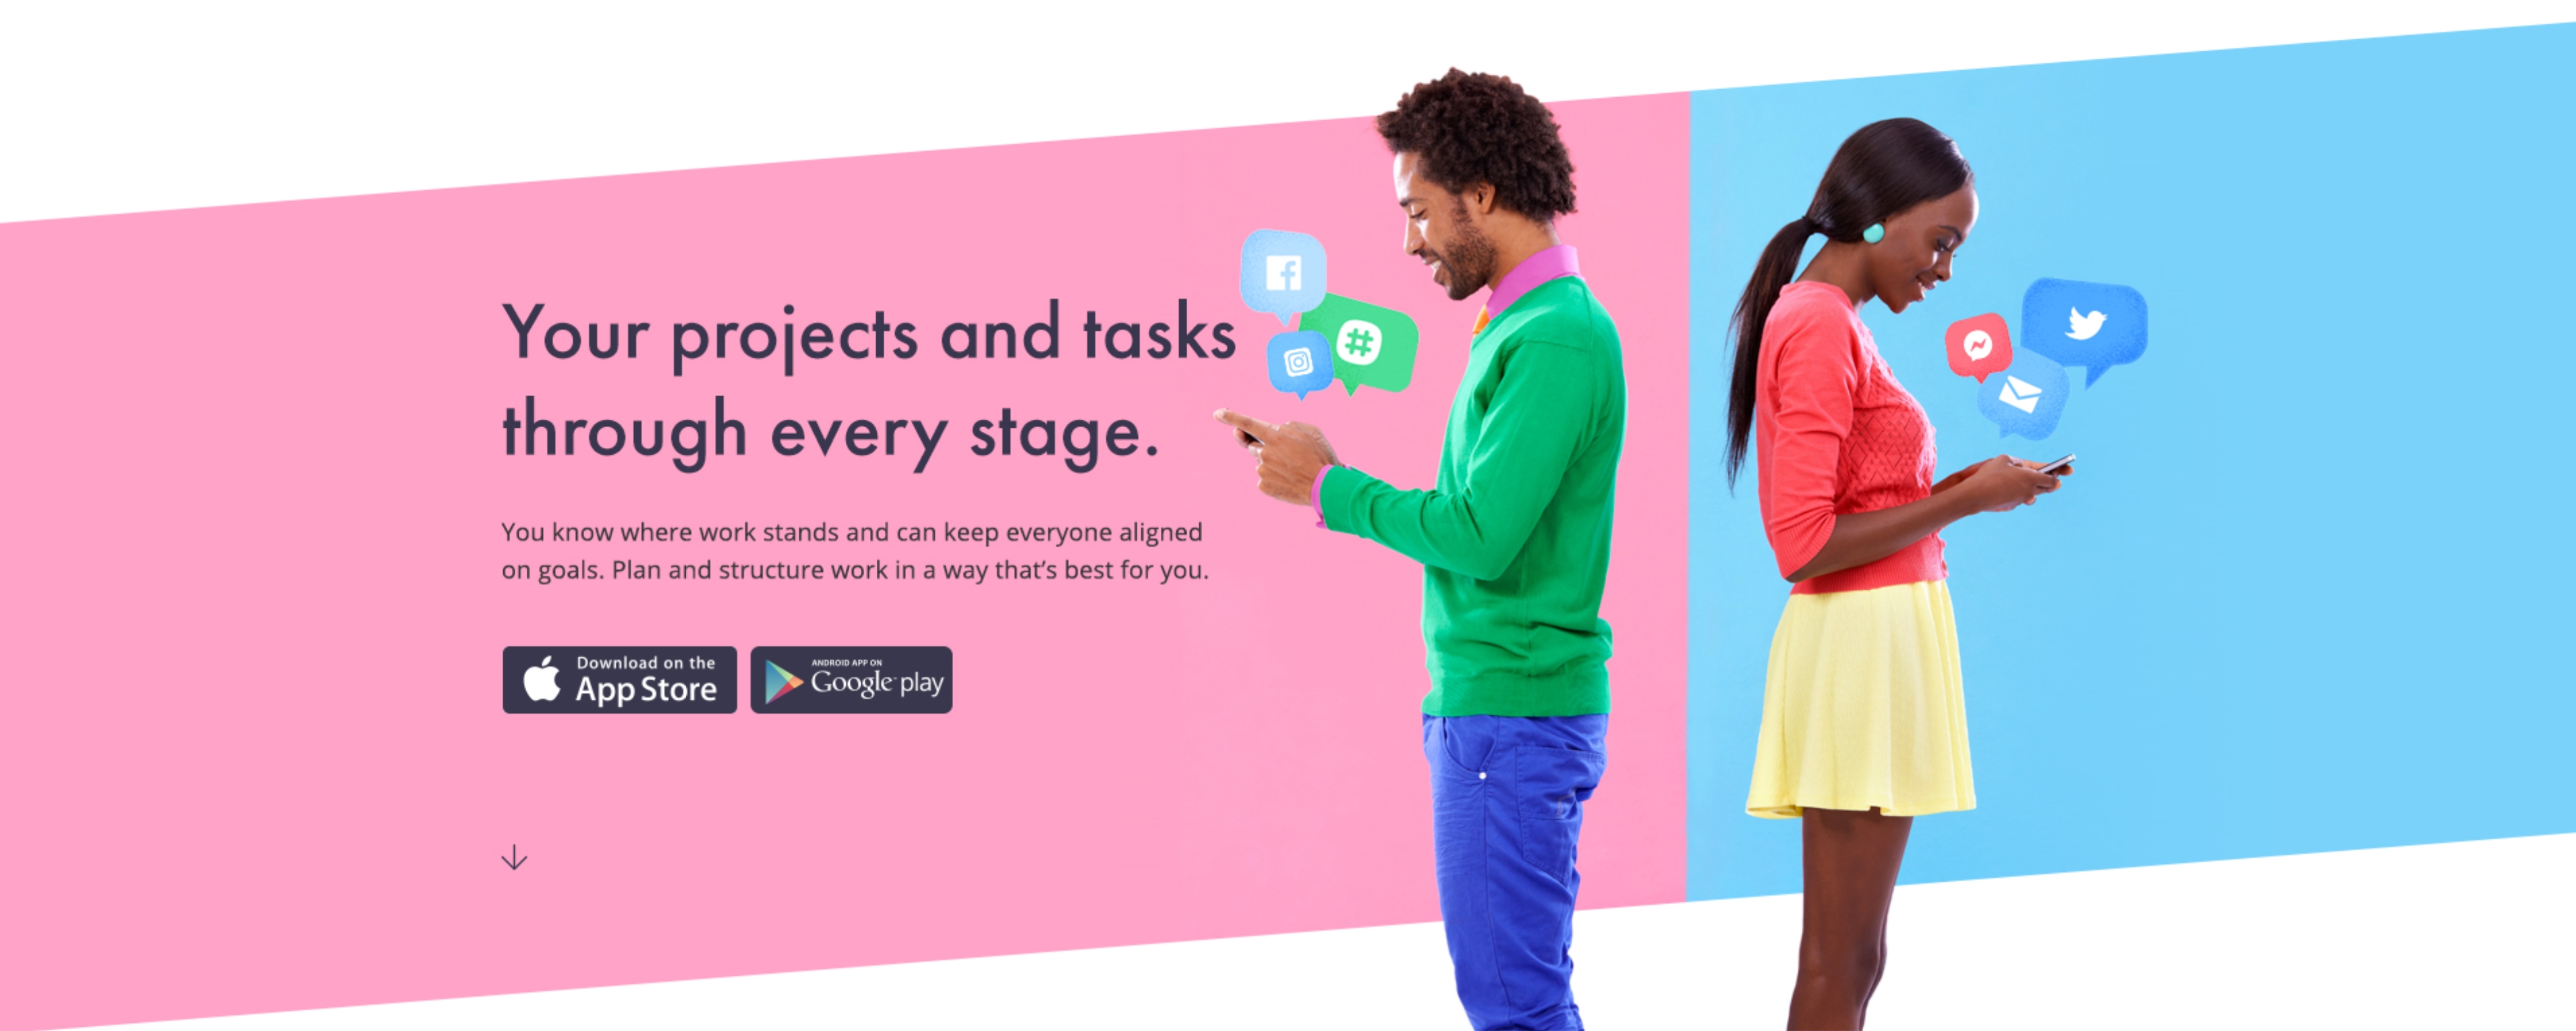 Your projects and tasks
through every stage.
You know where work stands and can keep everyone aligned
on goals. Plan and structure work in a way that’s best for you.
Download on the
App Store
ANDROID APP ON
Google play